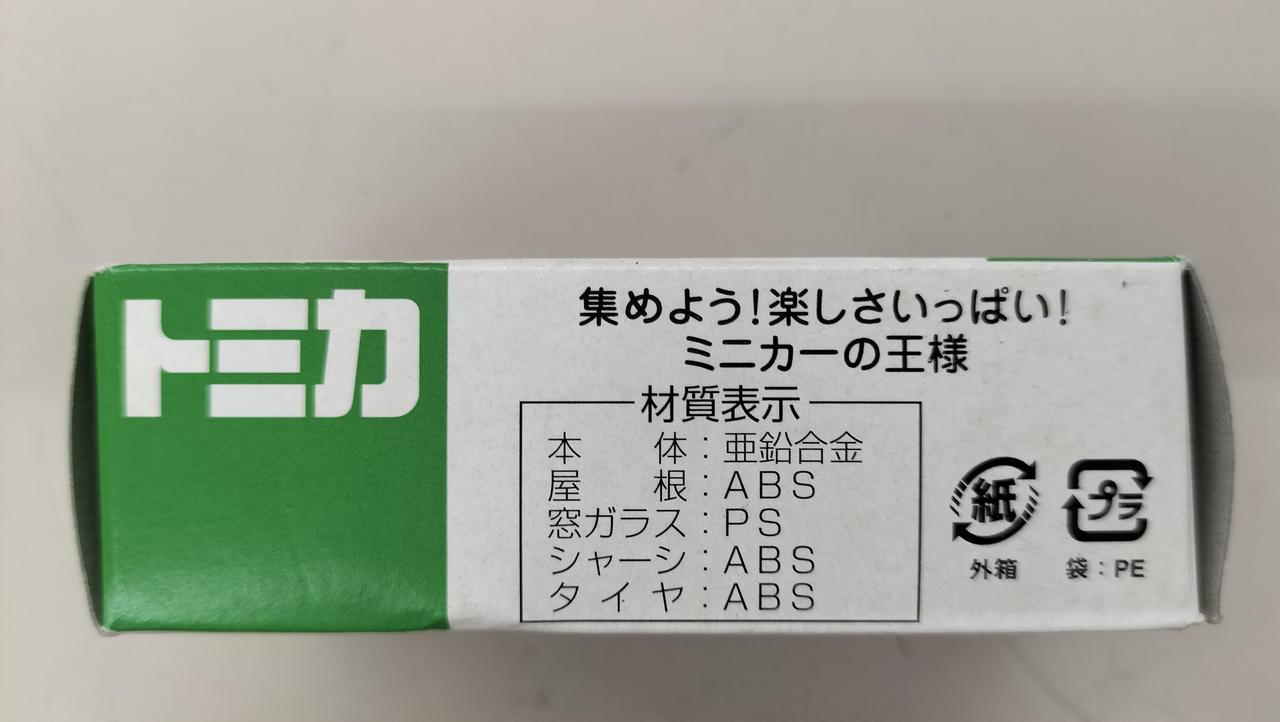 トミカ
集めよう!楽しさいっぱい!
ミニカーの王様
材質表示
本体:亜鉛合金
屋根:ABS
窓ガラス:PS
シャーシ:ABS
タイヤ:ABS
紙
外箱
プラ
袋:PE